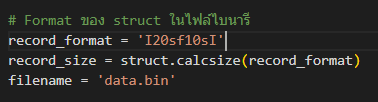 # Format ของ struct ในไฟล์ไบนารี
record_format = 'I20sf10sI'
record_size = struct.calcsize(record_format)
filename = 'data.bin'